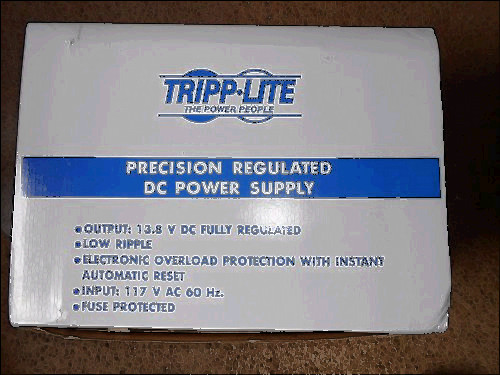 TRIPP·LITE
THE POWER PEOPLE
PRECISION REGULATED
DC POWER SUPPLY
• OUTPUT: 13.8 V DC FULLY REGULATED
• LOW RIPPLE
• ELECTRONIC OVERLOAD PROTECTION WITH INSTANT
AUTOMATIC RESET
• INPUT: 117 V AC 60 Hz.
• FUSE PROTECTED